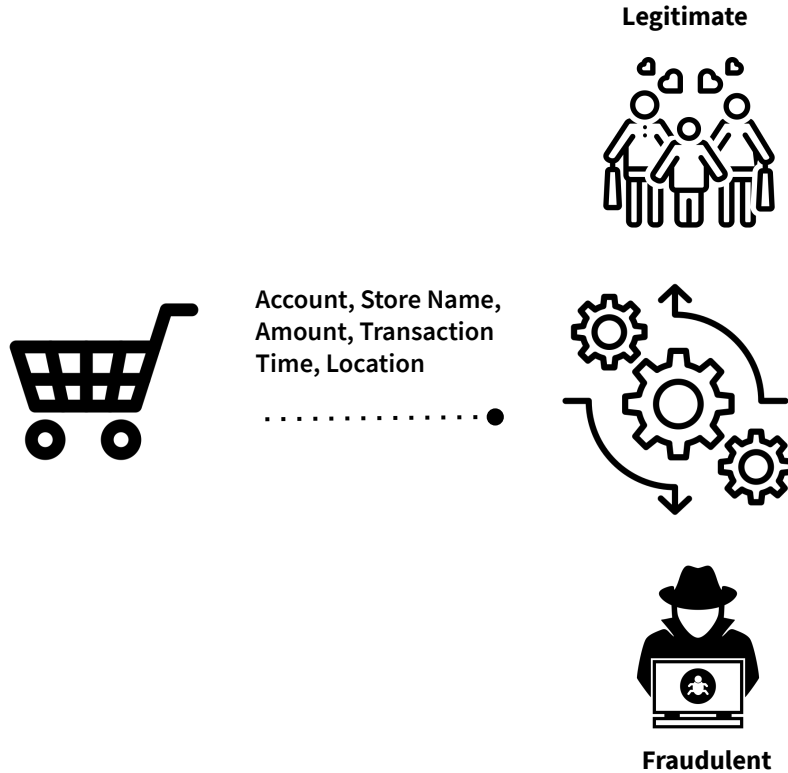 Legitimate
Account, Store Name,
Amount, Transaction
Time, Location
Fraudulent